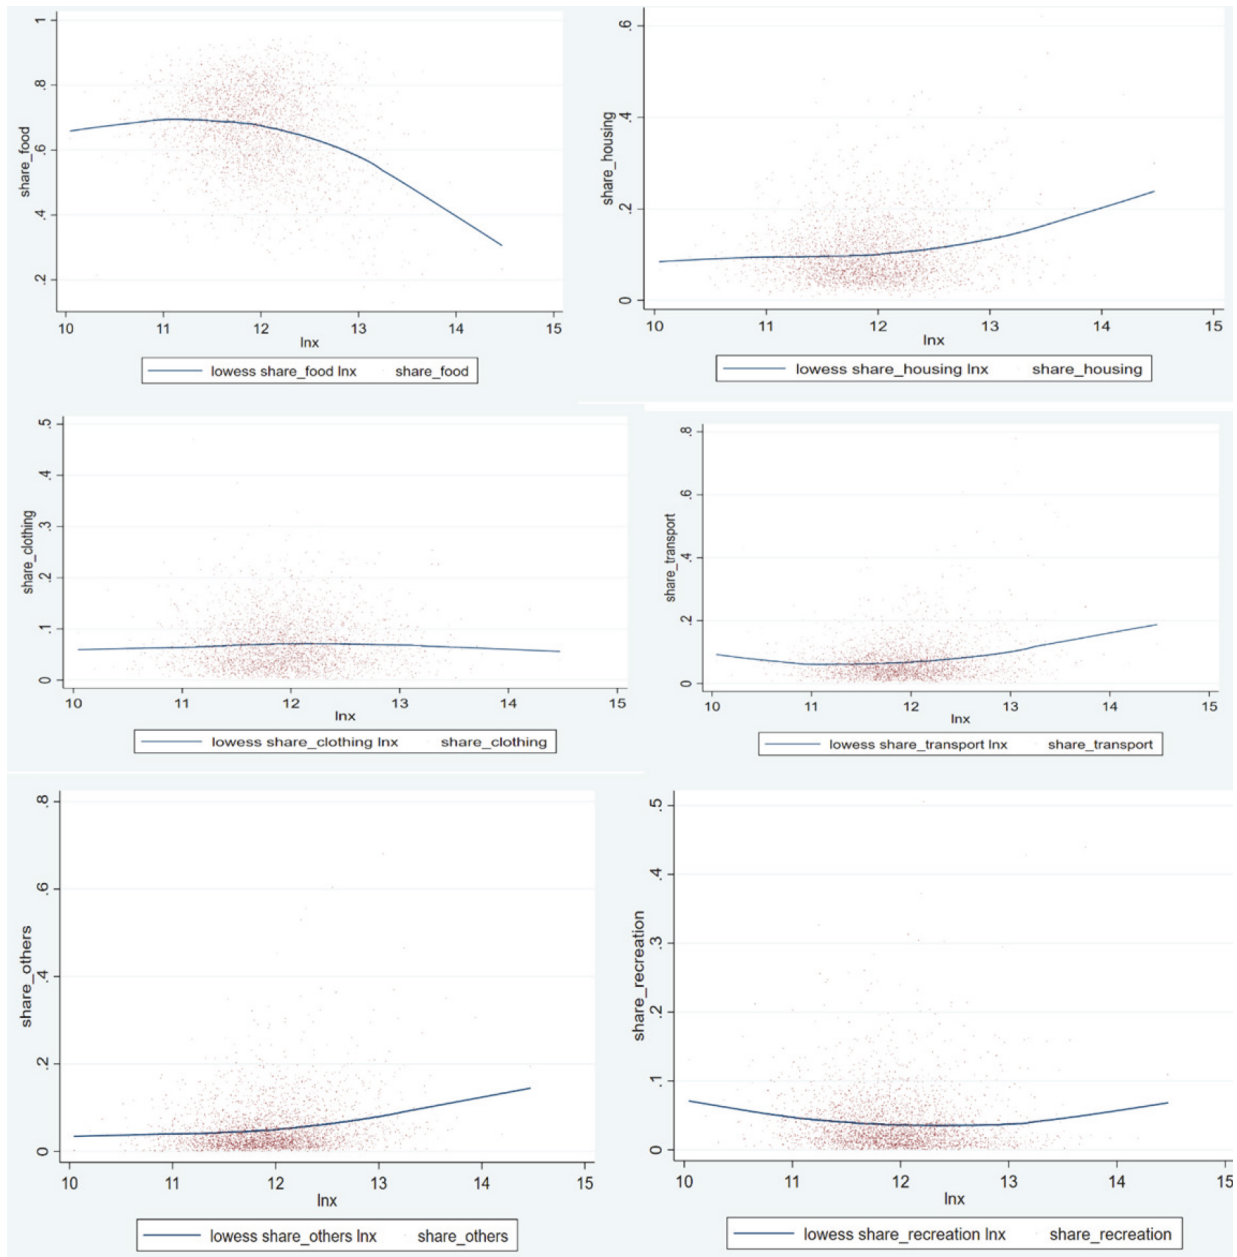 1
.8
.6
.4
.2
share_food
10 11 12 13 14 15
lnx
lowess share_food lnx share_food
.6
.4
.2
0
share_housing
10 11 12 13 14 15
lnx
lowess share_housing lnx share_housing
.5
.4
.3
.2
.1
0
share_clothing
10 11 12 13 14 15
lnx
lowess share_clothing lnx share_clothing
.8
.6
.4
.2
0
share_transport
10 11 12 13 14 15
lnx
lowess share_transport lnx share_transport
.8
.6
.4
.2
0
share_others
10 11 12 13 14 15
lnx
lowess share_others lnx share_others
.5
.4
.3
.2
.1
0
share_recreation
10 11 12 13 14 15
lnx
lowess share_recreation lnx share_recreation